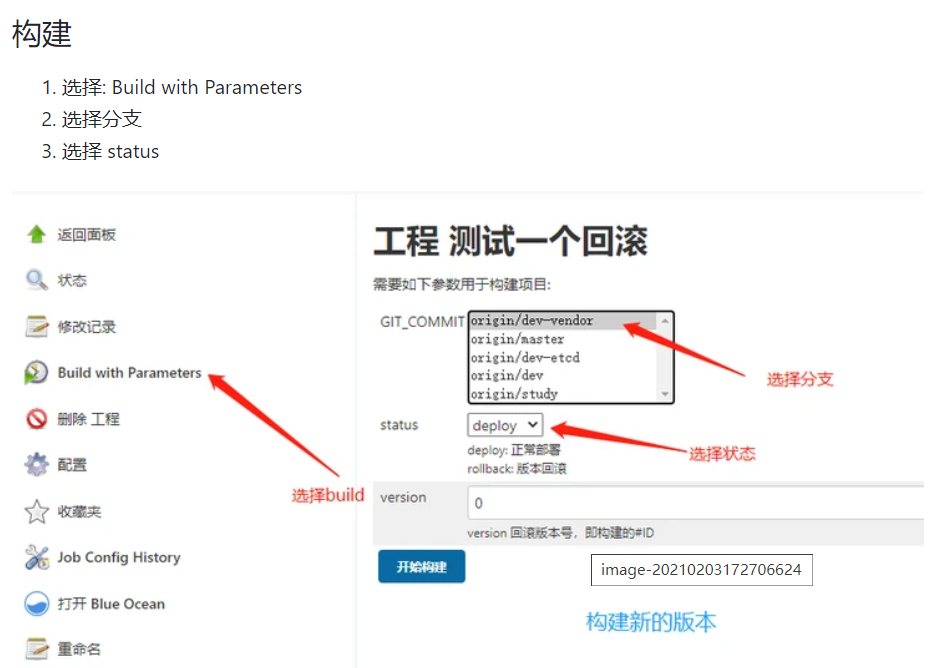 构建
1. 选择: Build with Parameters
2. 选择分支
3. 选择 status
返回面板
状态
修改记录
Build with Parameters
删除 工程
配置
收藏夹
Job Config History
打开 Blue Ocean
重命名
选择build
工程 测试一个回滚
需要如下参数用于构建项目:
GIT_COMMIT
origin/dev-vendor
origin/master
origin/dev-etcd
origin/dev
origin/study
选择分支
status
deploy
选择状态
deploy: 正常部署
rollback: 版本回滚
version
0
version 回滚版本号，即构建的#ID
开始构建
image-20210203172706624
构建新的版本